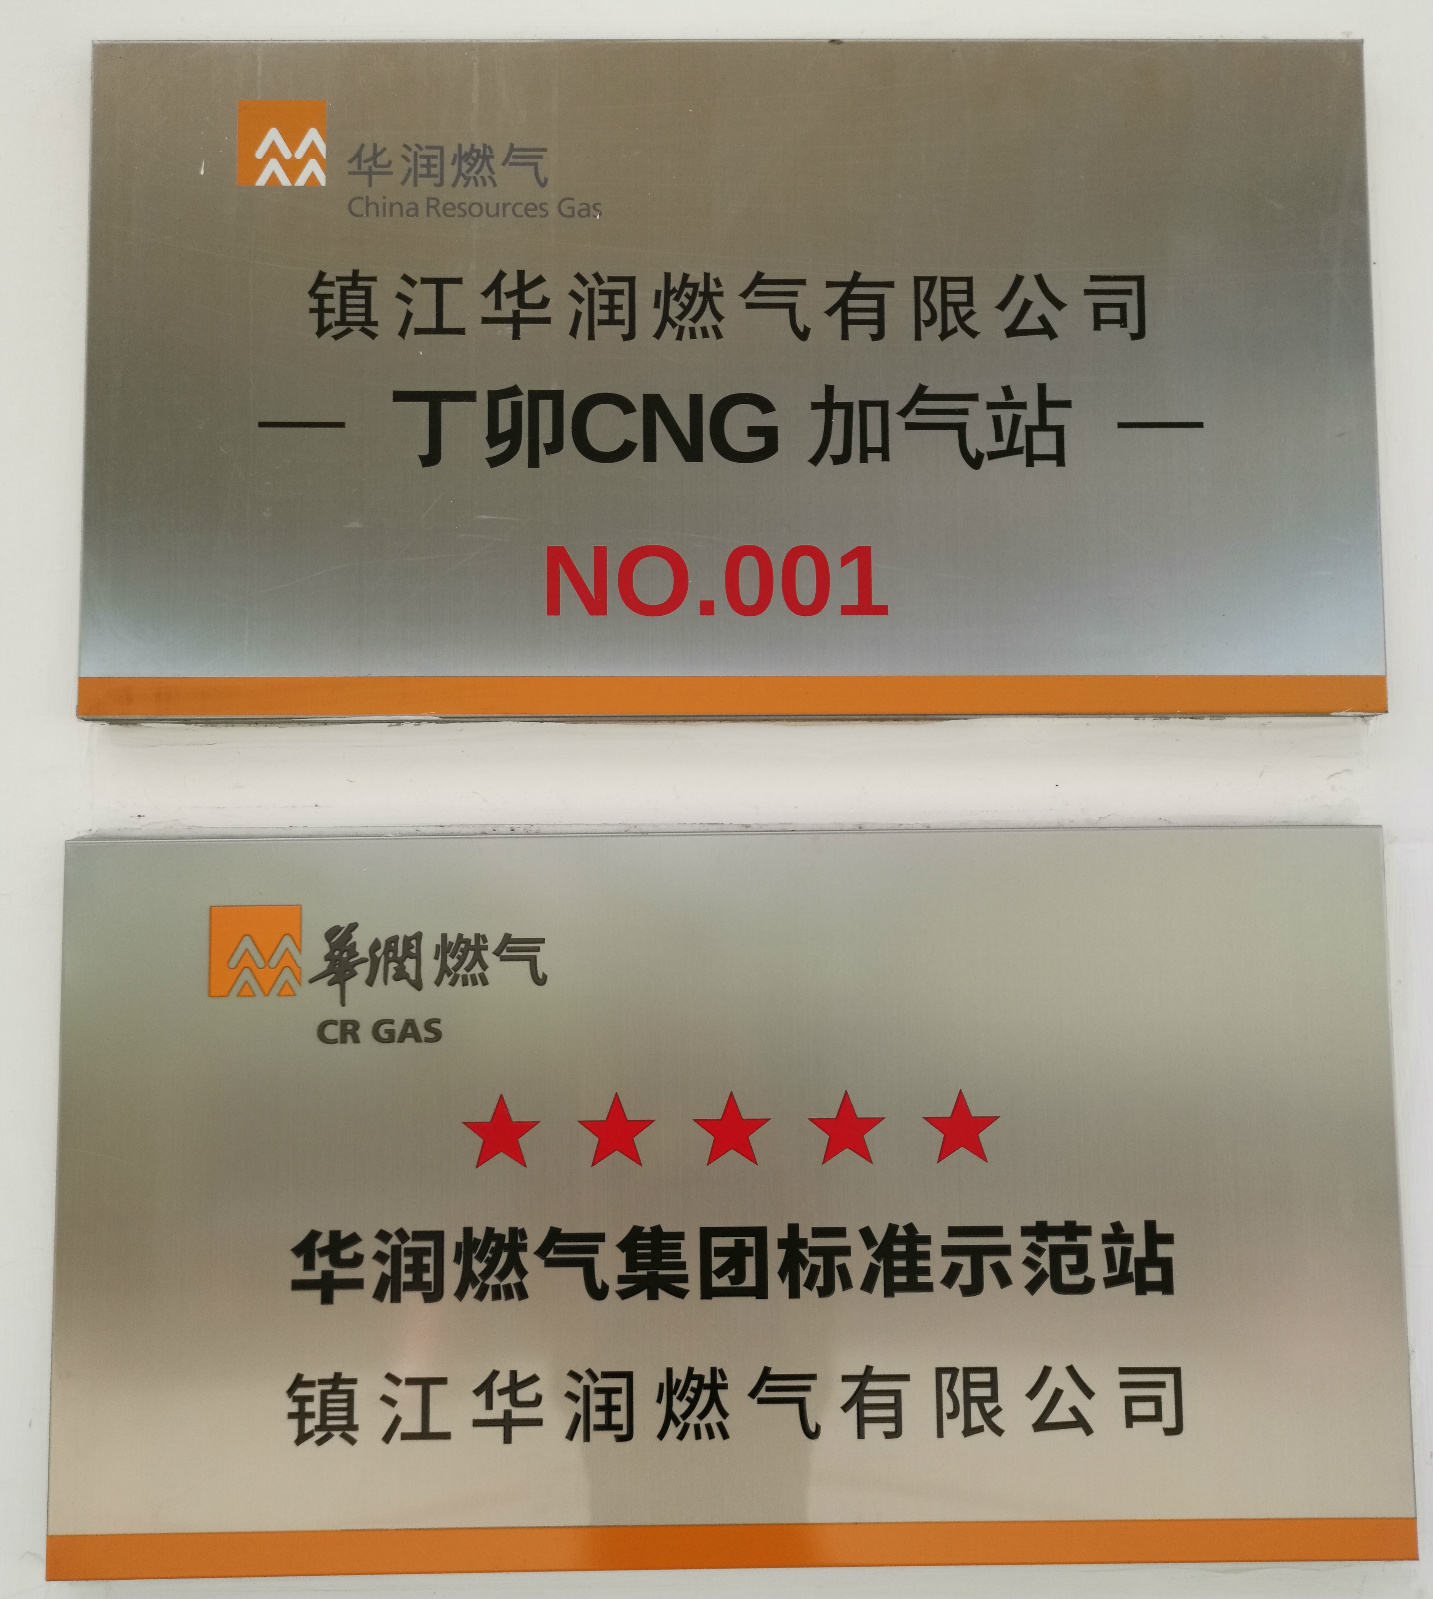 华润燃气
China Resources Gas
镇江华润燃气有限公司
— 丁卯CNG 加气站 —
NO.001
華潤燃气
CR GAS
★ ★ ★ ★ ★
华润燃气集团标准示范站
镇江华润燃气有限公司